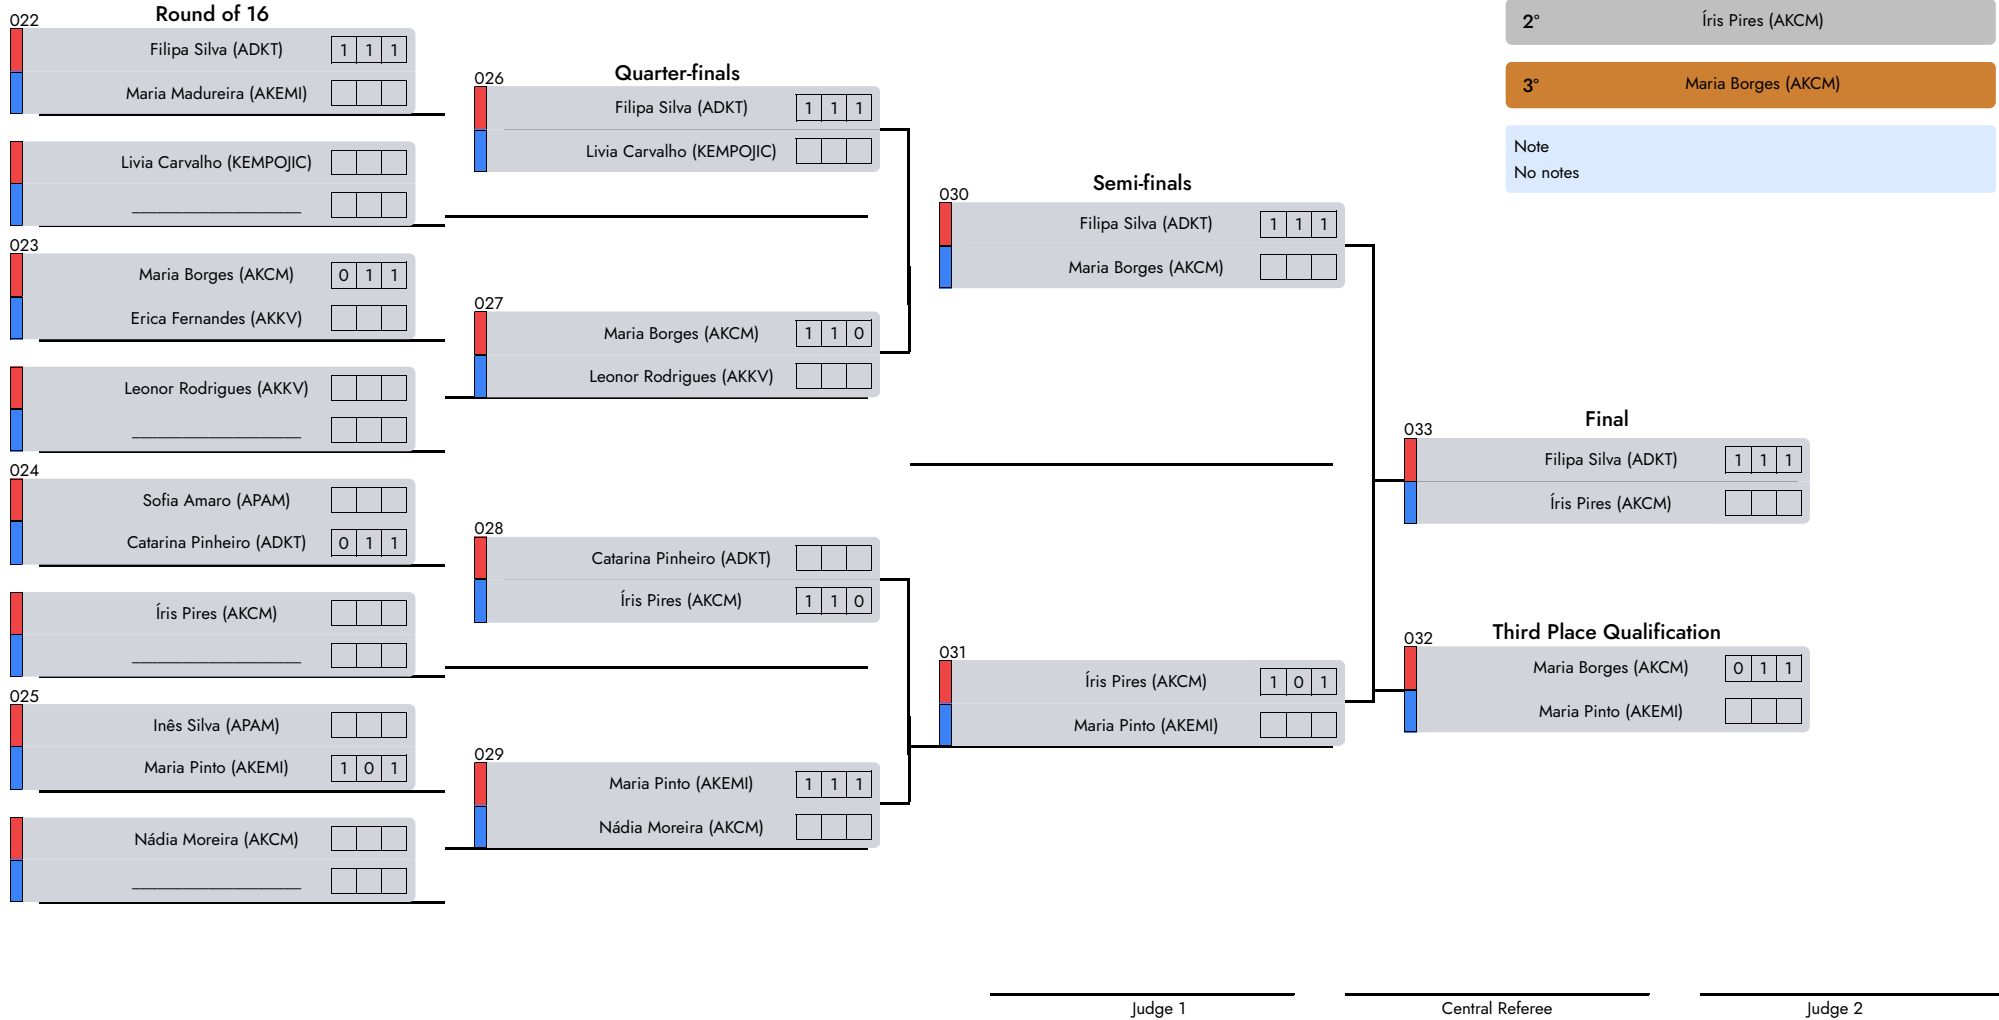 Round of 16
022
Filipa Silva (ADKT) 1 1 1
Maria Madureira (AKEMI)
Livia Carvalho (KEMPOJIC)
____________________
023
Maria Borges (AKCM) 0 1 1
Erica Fernandes (AKKV)
Leonor Rodrigues (AKKV)
____________________
024
Sofia Amaro (APAM)
Catarina Pinheiro (ADKT) 0 1 1
Íris Pires (AKCM)
____________________
025
Inês Silva (APAM)
Maria Pinto (AKEMI) 1 0 1
Nádia Moreira (AKCM)
____________________
Quarter-finals
026
Filipa Silva (ADKT) 1 1 1
Livia Carvalho (KEMPOJIC)
027
Maria Borges (AKCM) 1 1 0
Leonor Rodrigues (AKKV)
028
Catarina Pinheiro (ADKT)
Íris Pires (AKCM) 1 1 0
029
Maria Pinto (AKEMI) 1 1 1
Nádia Moreira (AKCM)
Semi-finals
030
Filipa Silva (ADKT) 1 1 1
Maria Borges (AKCM)
031
Íris Pires (AKCM) 1 0 1
Maria Pinto (AKEMI)
Final
033
Filipa Silva (ADKT) 1 1 1
Íris Pires (AKCM)
Third Place Qualification
032
Maria Borges (AKCM) 0 1 1
Maria Pinto (AKEMI)
2° Íris Pires (AKCM)
3° Maria Borges (AKCM)
Note
No notes
Judge 1
Central Referee
Judge 2